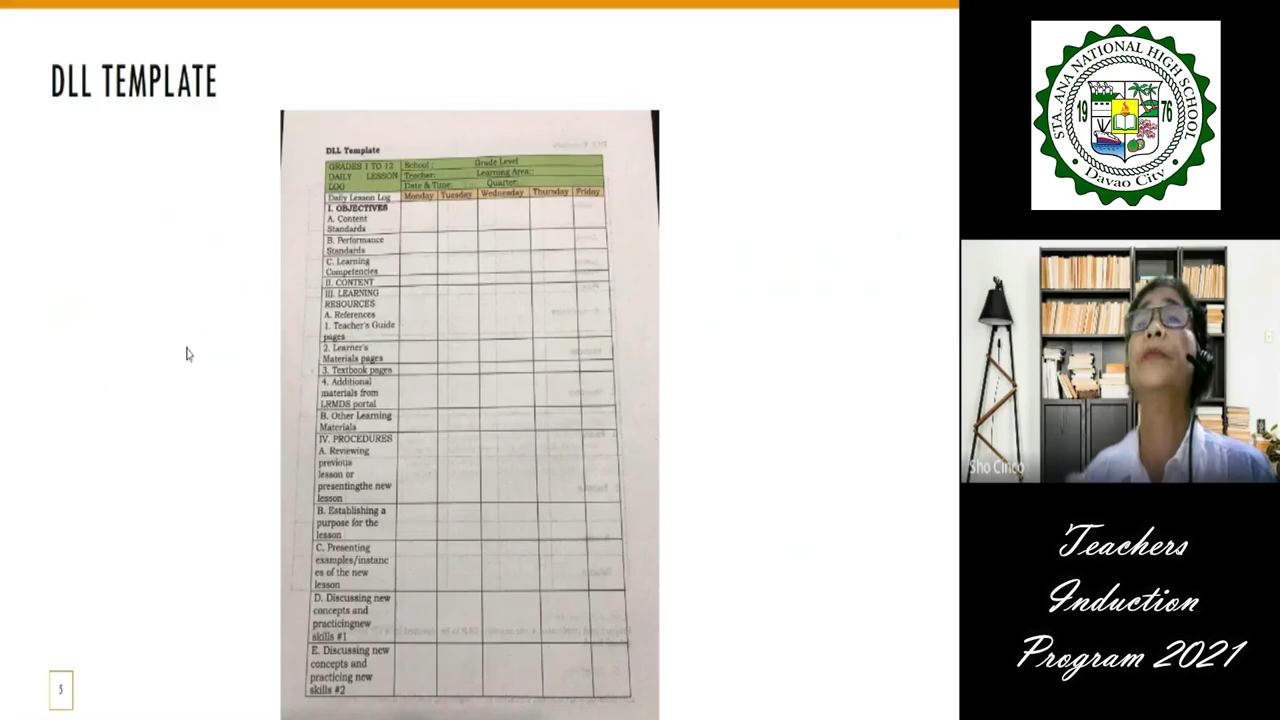 DLL TEMPLATE
DLL Template
GRADES 1 TO 12
DAILY LESSON
LOG
School :
Grade Level
Teacher:
Learning Area::
Date & Time:
Quarter:
Daily Lesson Log
Monday
Tuesday
Wednesday
Thursday
Friday
I. OBJECTIVES
A. Content
Standards
B. Performance
Standards
C. Learning
Competencies
II. CONTENT
III. LEARNING
RESOURCES
A. References
1. Teacher's Guide
pages
2. Learner's
Materials pages
3. Textbook pages
4. Additional
materials from
LRMDS portal
B. Other Learning
Materials
IV. PROCEDURES
A. Reviewing
previous
lesson or
presentingthe new
lesson
B. Establishing a
purpose for the
lesson
C. Presenting
examples/instanc
es of the new
lesson
D. Discussing new
concepts and
practicingnew
skills #1
E. Discussing new
concepts and
practicing new
skills #2
5
STA. ANA NATIONAL HIGH SCHOOL
19 76
Davao City
Sho Cinco
Teachers
Induction
Program 2021